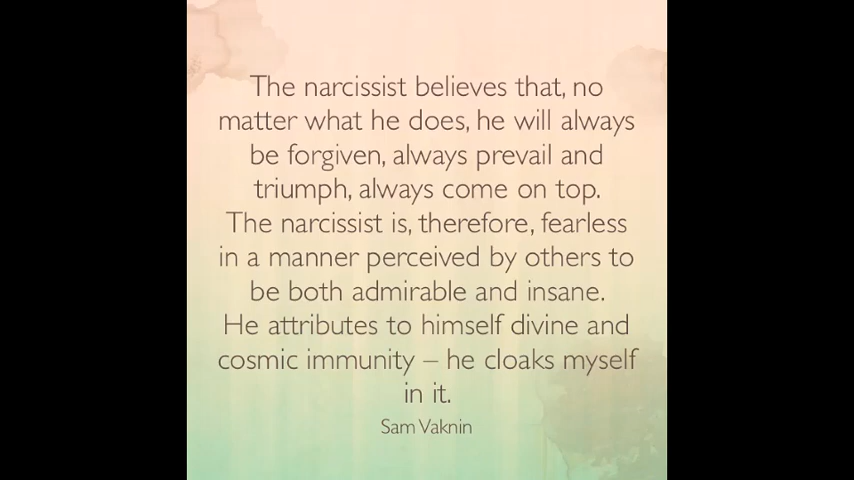 The narcissist believes that, no
matter what he does, he will always
be forgiven, always prevail and
triumph, always come on top.
The narcissist is, therefore, fearless
in a manner perceived by others to
be both admirable and insane.
He attributes to himself divine and
cosmic immunity – he cloaks myself
in it.
Sam Vaknin